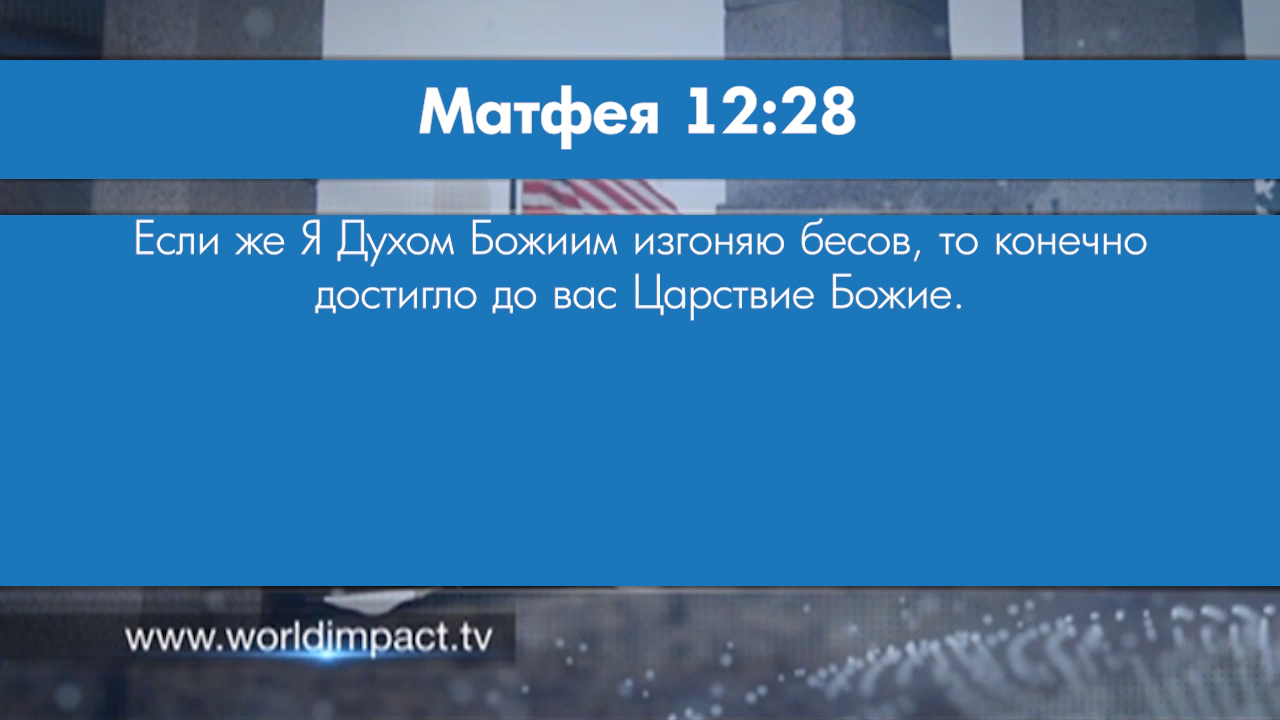 Матфея 12:28
Если же Я Духом Божиим изгоняю бесов, то конечно
достигло до вас Царствие Божие.
www.worldimpact.tv